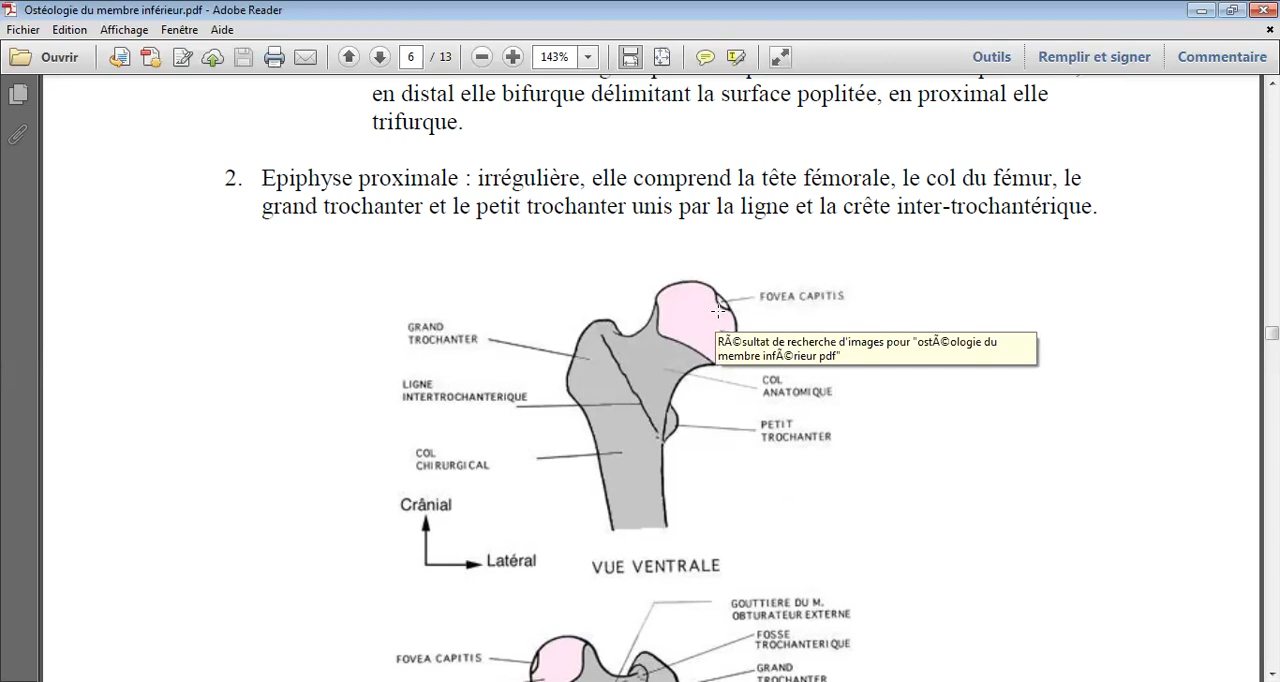 Ostéologie du membre inférieur.pdf - Adobe Reader
Fichier Edition Affichage Fenêtre Aide
Ouvrir 6 / 13 143% Outils Remplir et signer Commentaire
en distal elle bifurque délimitant la surface poplitée, en proximal elle
trifurque.
2. Epiphyse proximale : irrégulière, elle comprend la tête fémorale, le col du fémur, le
grand trochanter et le petit trochanter unis par la ligne et la crête inter-trochantérique.
FOVEA CAPITIS
GRAND
TROCHANTER
RÃ©sultat de recherche d'images pour "ostÃ©ologie du
membre infÃ©rieur pdf"
COL
ANATOMIQUE
LIGNE
INTERTROCHANTERIQUE
PETIT
TROCHANTER
COL
CHIRURGICAL
Crânial
Latéral
VUE VENTRALE
GOUTTIERE DU M.
OBTURATEUR EXTERNE
FOSSE
TROCHANTERIQUE
FOVEA CAPITIS
GRAND
TROCHANTER